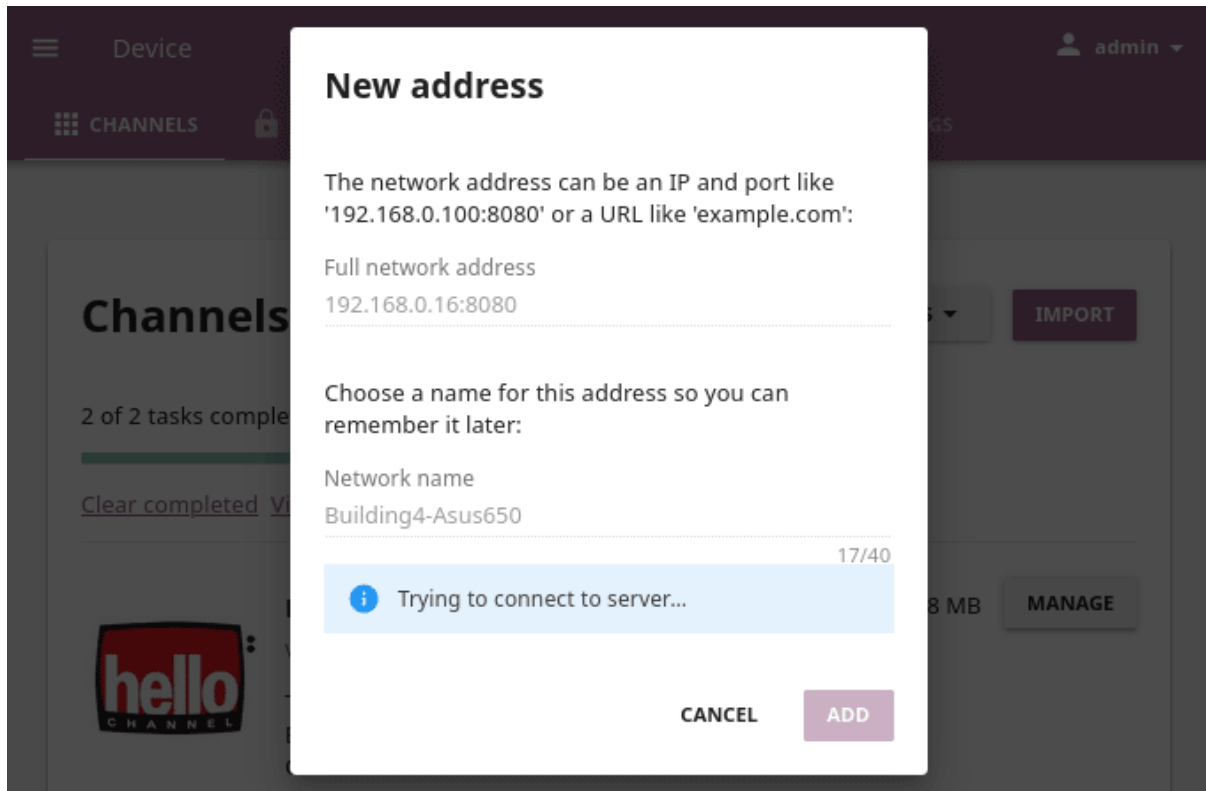 Device
admin
CHANNELS
GS
New address
The network address can be an IP and port like
'192.168.0.100:8080' or a URL like 'example.com':
Full network address
192.168.0.16:8080
Channels
IMPORT
Choose a name for this address so you can
remember it later:
2 of 2 tasks comple
Network name
Clear completed Vi
Building4-Asus650
17/40
Trying to connect to server...
8 MB
MANAGE
hello
CHANNEL
CANCEL
ADD